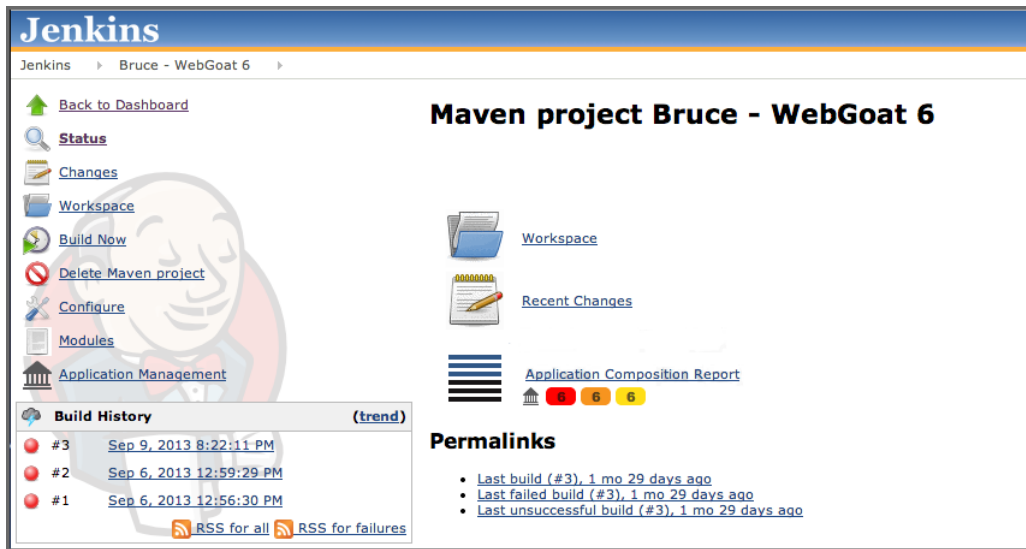 Jenkins
Jenkins Bruce - WebGoat 6
Back to Dashboard
Status
Changes
Workspace
Build Now
Delete Maven project
Configure
Modules
Application Management
Build History (trend)
#3 Sep 9, 2013 8:22:11 PM
#2 Sep 6, 2013 12:59:29 PM
#1 Sep 6, 2013 12:56:30 PM
RSS for all RSS for failures
Maven project Bruce - WebGoat 6
Workspace
Recent Changes
Application Composition Report
6 6 6
Permalinks
Last build (#3), 1 mo 29 days ago
Last failed build (#3), 1 mo 29 days ago
Last unsuccessful build (#3), 1 mo 29 days ago